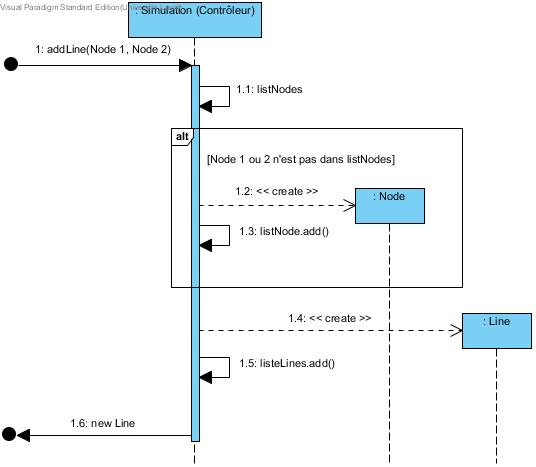 Visual Paradigm Standard Edition(Univ
: Simulation (Contrôleur)
1: addLine(Node 1, Node 2)
1.1: listNodes
alt
[Node 1 ou 2 n'est pas dans listNodes]
1.2: << create >>
: Node
1.3: listNode.add()
1.4: << create >>
: Line
1.5: listeLines.add()
1.6: new Line